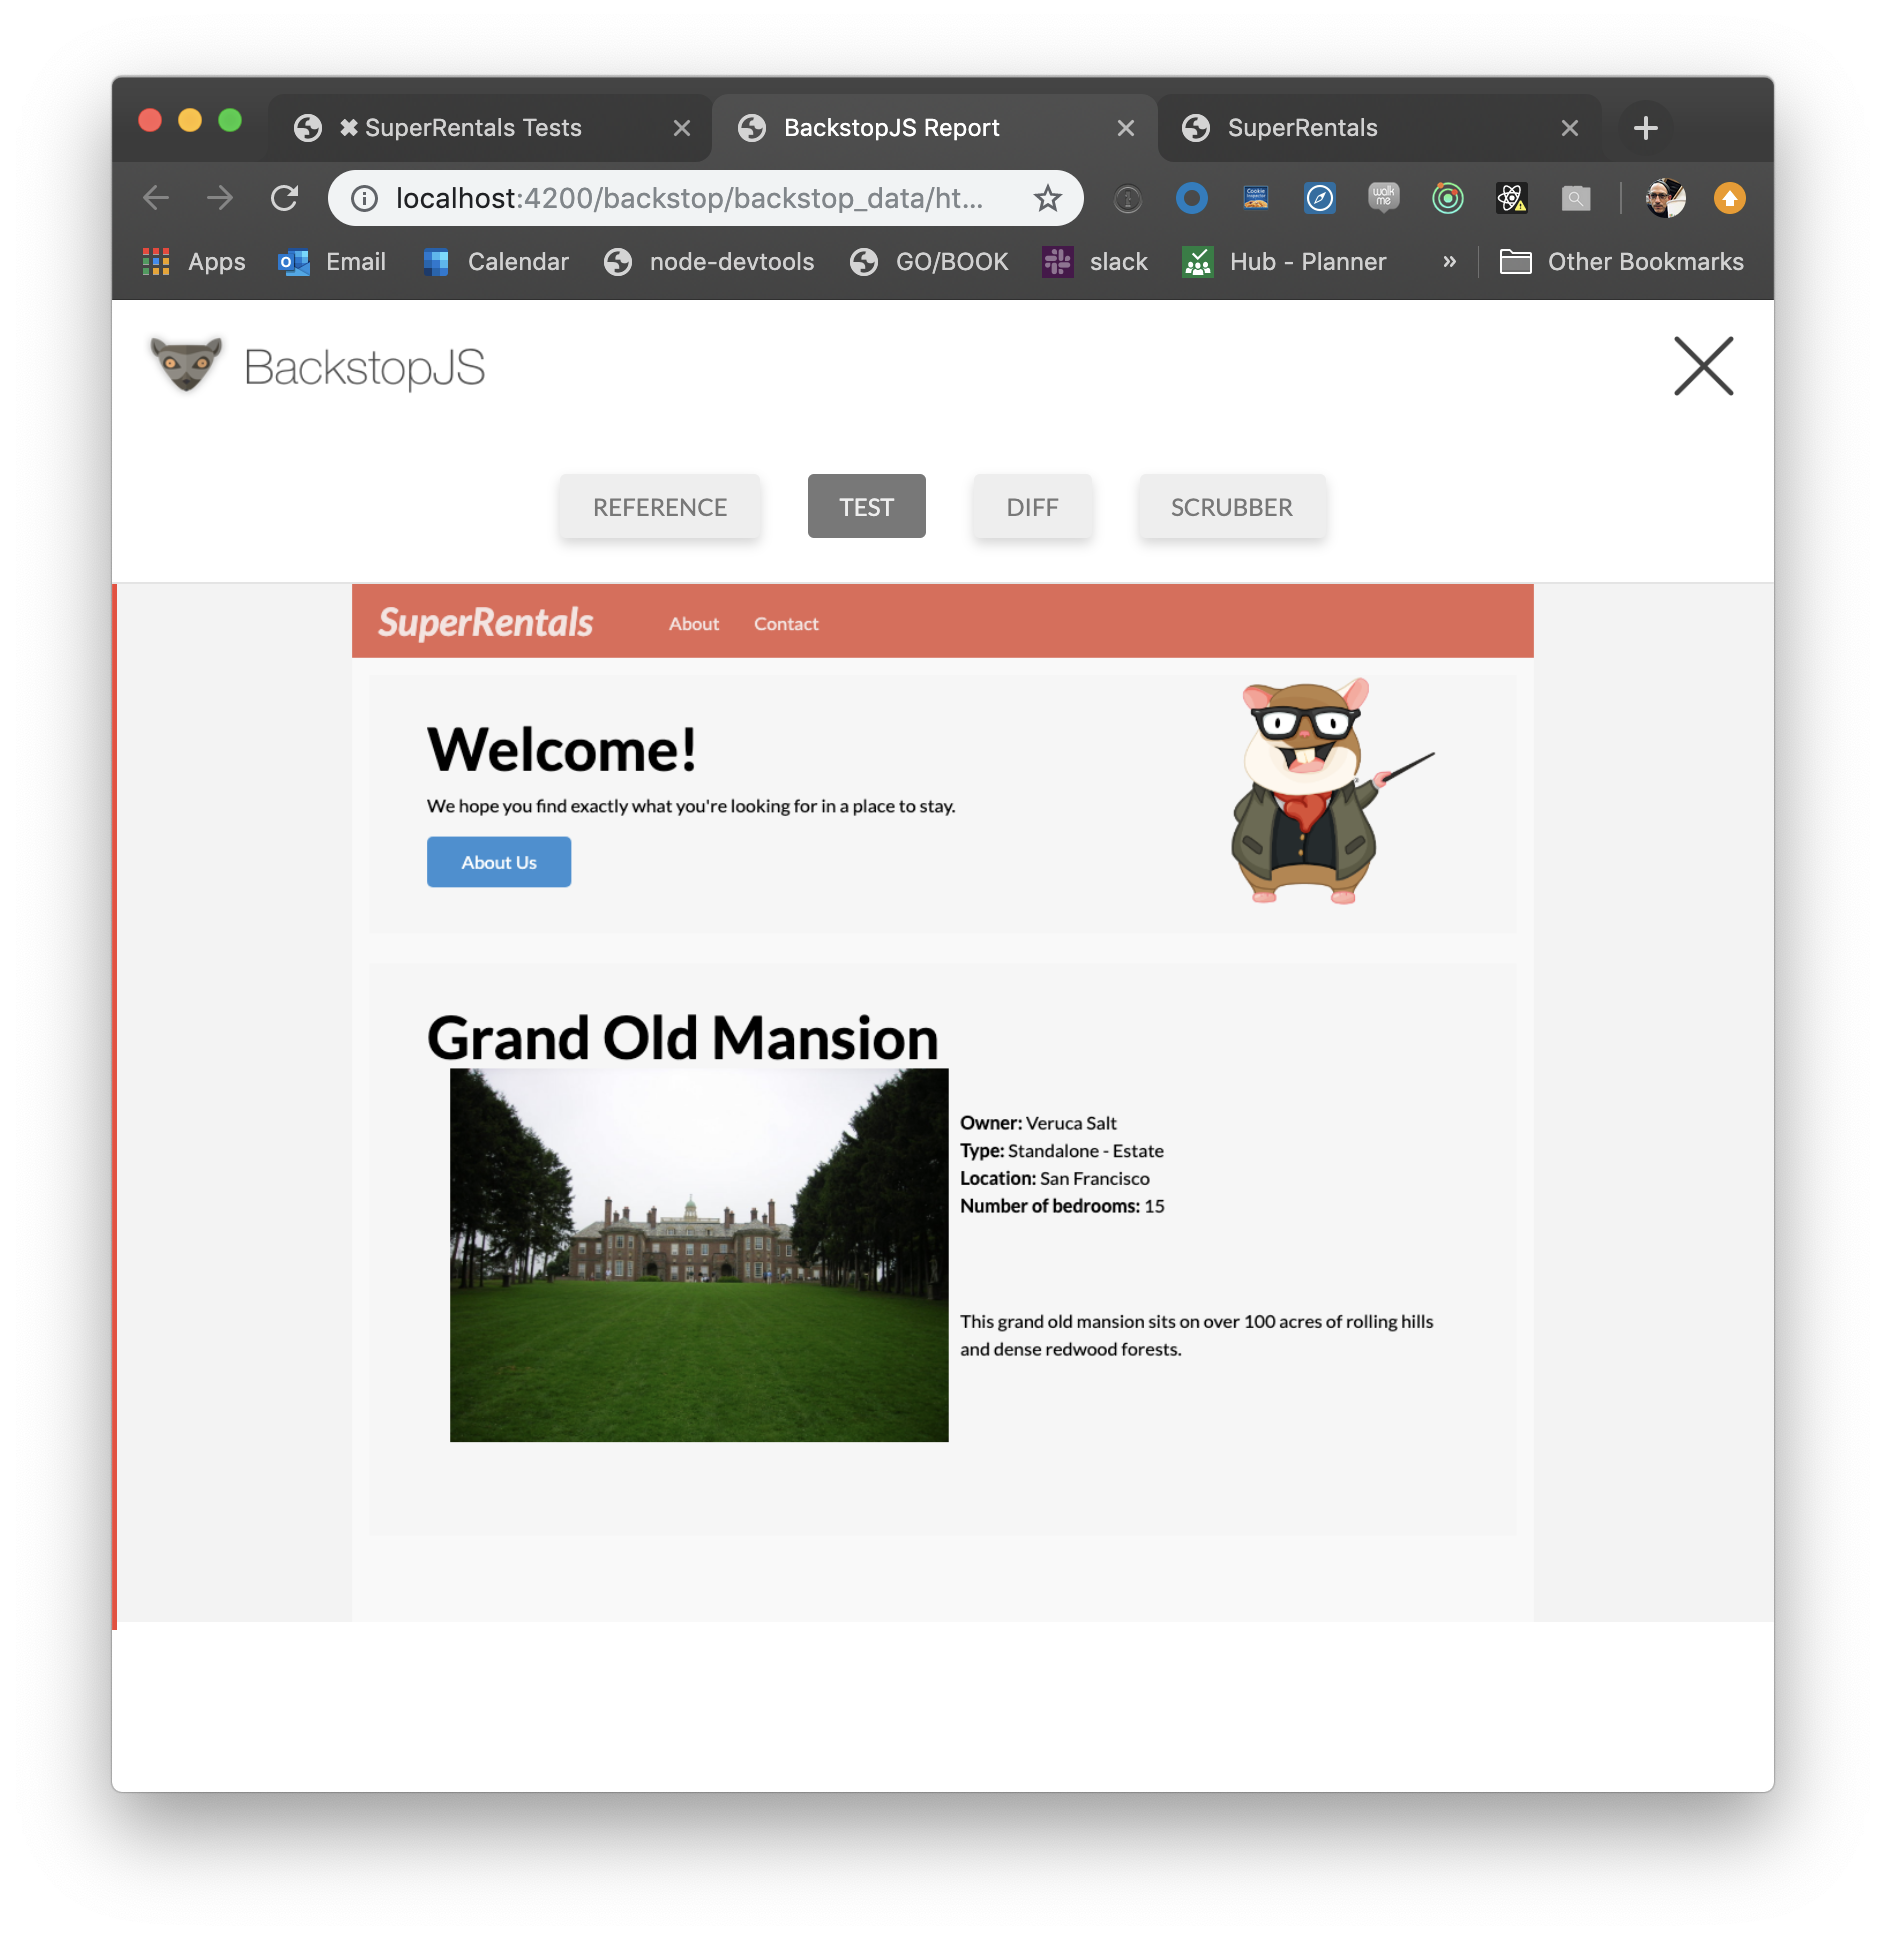 ✖ SuperRentals Tests
BackstopJS Report
SuperRentals
localhost:4200/backstop/backstop_data/ht...
Apps
Email
Calendar
node-devtools
GO/BOOK
slack
Hub - Planner
»
Other Bookmarks
BackstopJS
REFERENCE
TEST
DIFF
SCRUBBER
SuperRentals
About
Contact
Welcome!
We hope you find exactly what you're looking for in a place to stay.
About Us
Grand Old Mansion
Owner: Veruca Salt
Type: Standalone - Estate
Location: San Francisco
Number of bedrooms: 15
This grand old mansion sits on over 100 acres of rolling hills
and dense redwood forests.